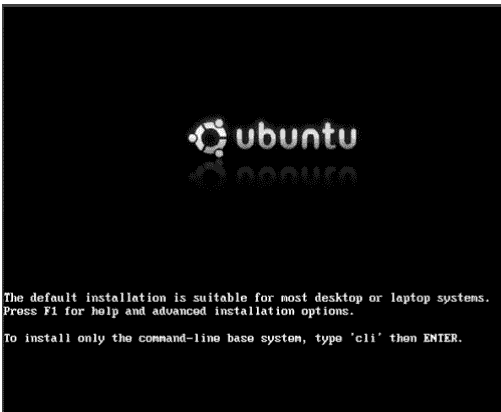 ubuntu
The default installation is suitable for most desktop or laptop systems.
Press F1 for help and advanced installation options.
To install only the command-line base system, type 'cli' then ENTER.